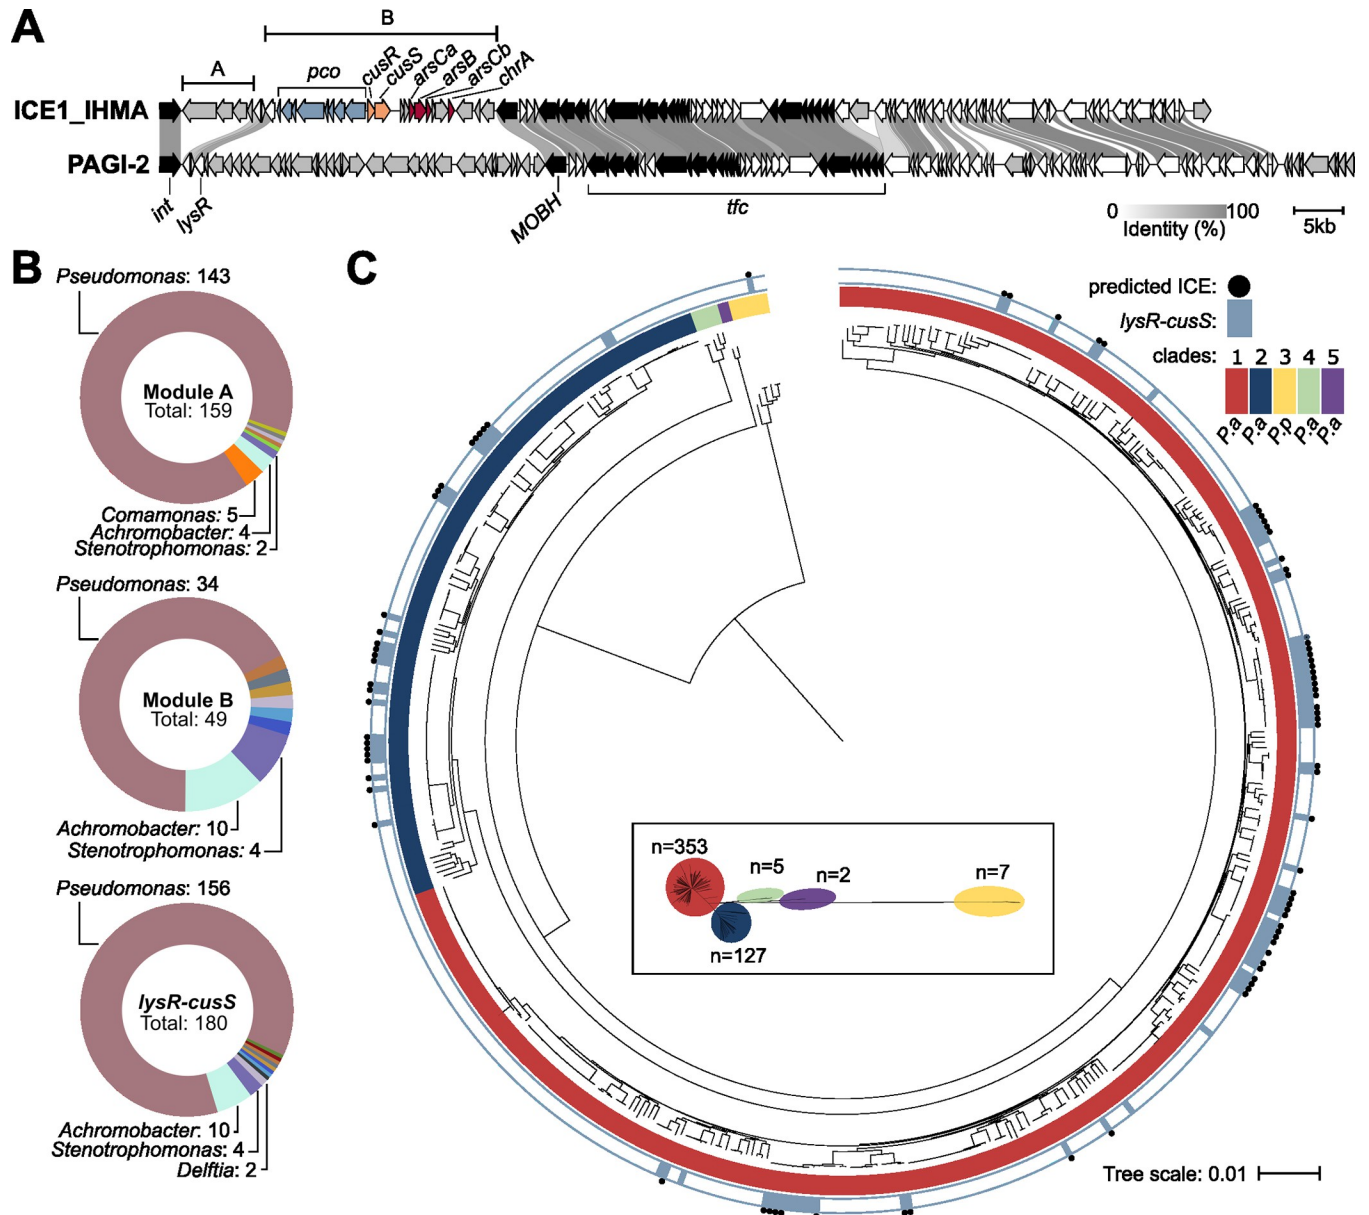 A
B
A
pco
cusR
cusS
arsCa
arsB
arsCb
chrA
ICE1_IHMA
PAGI-2
int
lysR
MOBH
tfc
0 100
Identity (%)
5kb
B
Pseudomonas: 143
Module A
Total: 159
Comamonas: 5
Achromobacter: 4
Stenotrophomonas: 2
Pseudomonas: 34
Module B
Total: 49
Achromobacter: 10
Stenotrophomonas: 4
Pseudomonas: 156
lysR-cusS
Total: 180
Achromobacter: 10
Stenotrophomonas: 4
Delftia: 2
C
predicted ICE:
lysR-cusS:
clades: 1 2 3 4 5
P.a P.a P.p P.a P.a
n=353
n=5
n=2
n=7
n=127
Tree scale: 0.01